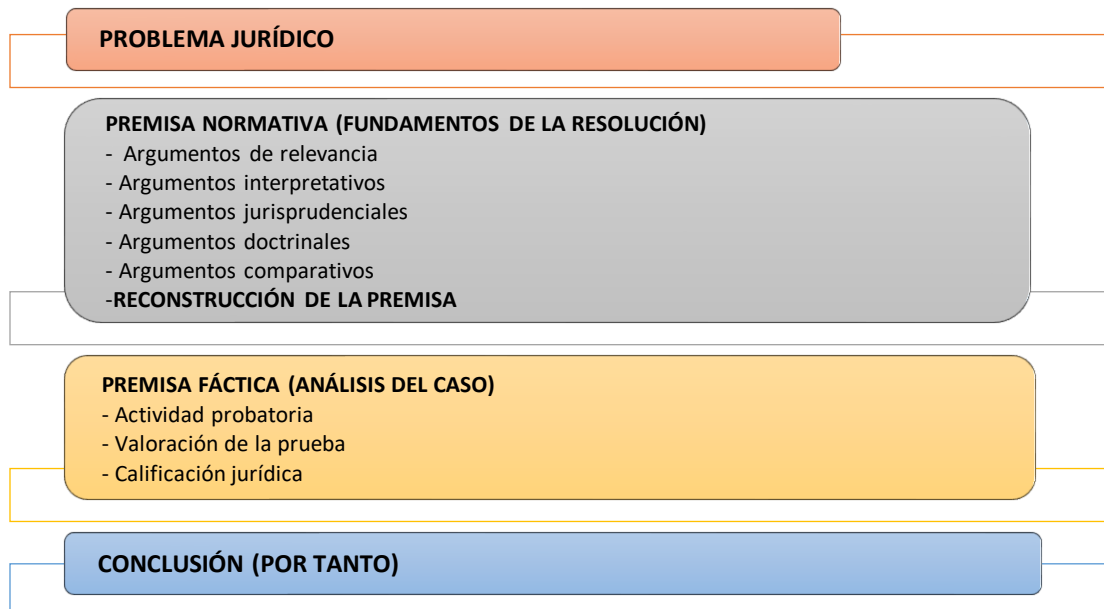 PROBLEMA JURÍDICO
PREMISA NORMATIVA (FUNDAMENTOS DE LA RESOLUCIÓN)
- Argumentos de relevancia
- Argumentos interpretativos
- Argumentos jurisprudenciales
- Argumentos doctrinales
- Argumentos comparativos
-RECONSTRUCCIÓN DE LA PREMISA
PREMISA FÁCTICA (ANÁLISIS DEL CASO)
- Actividad probatoria
- Valoración de la prueba
- Calificación jurídica
CONCLUSIÓN (POR TANTO)